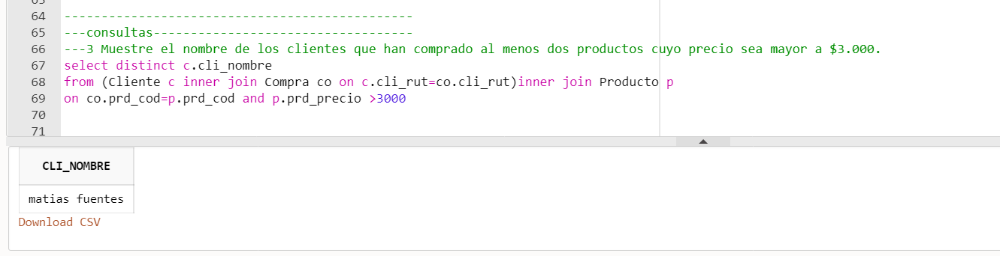 64 -----------------------------------------------
65 ---consultas-----------------------------------
66 ---3 Muestre el nombre de los clientes que han comprado al menos dos productos cuyo precio sea mayor a $3.000.
67 select distinct c.cli_nombre
68 from (Cliente c inner join Compra co on c.cli_rut=co.cli_rut)inner join Producto p
69 on co.prd_cod=p.prd_cod and p.prd_precio >3000
70
71
CLI_NOMBRE
matias fuentes
Download CSV